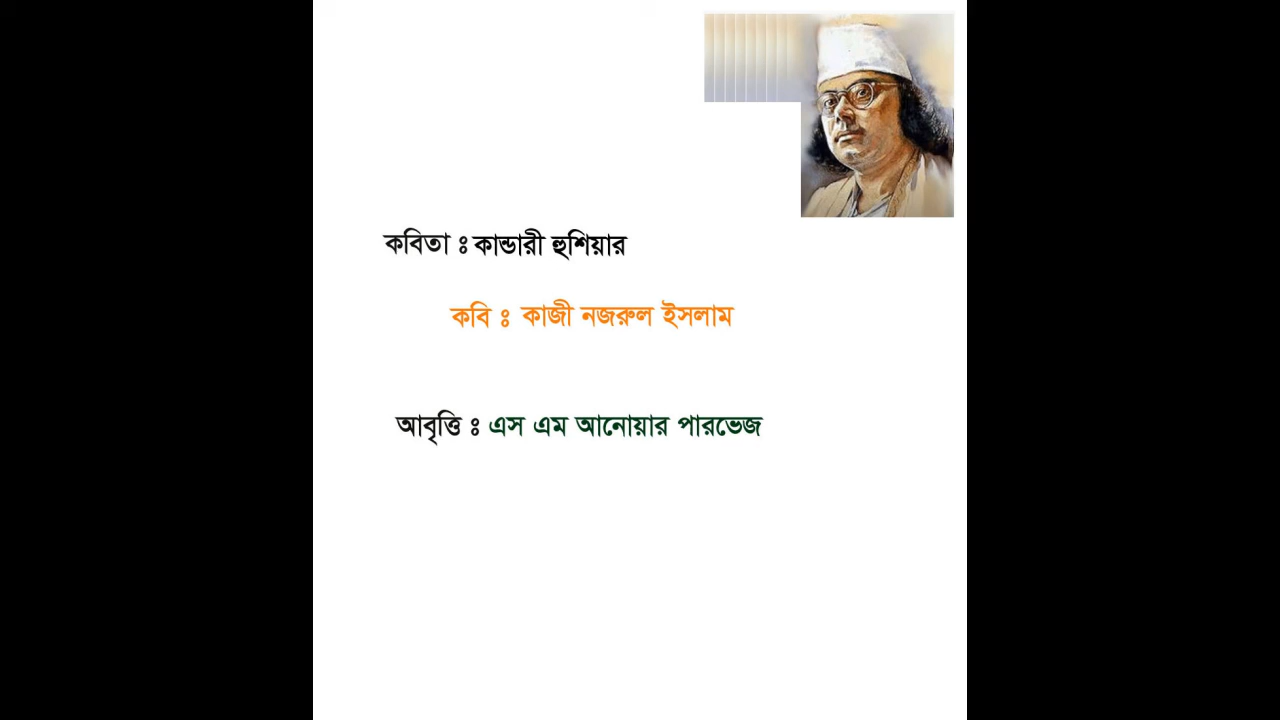 কবিতা ঃ কান্ডারী হুশিয়ার
কবি ঃ কাজী নজরুল ইসলাম
আবৃত্তি ঃ এস এম আনোয়ার পারভেজ